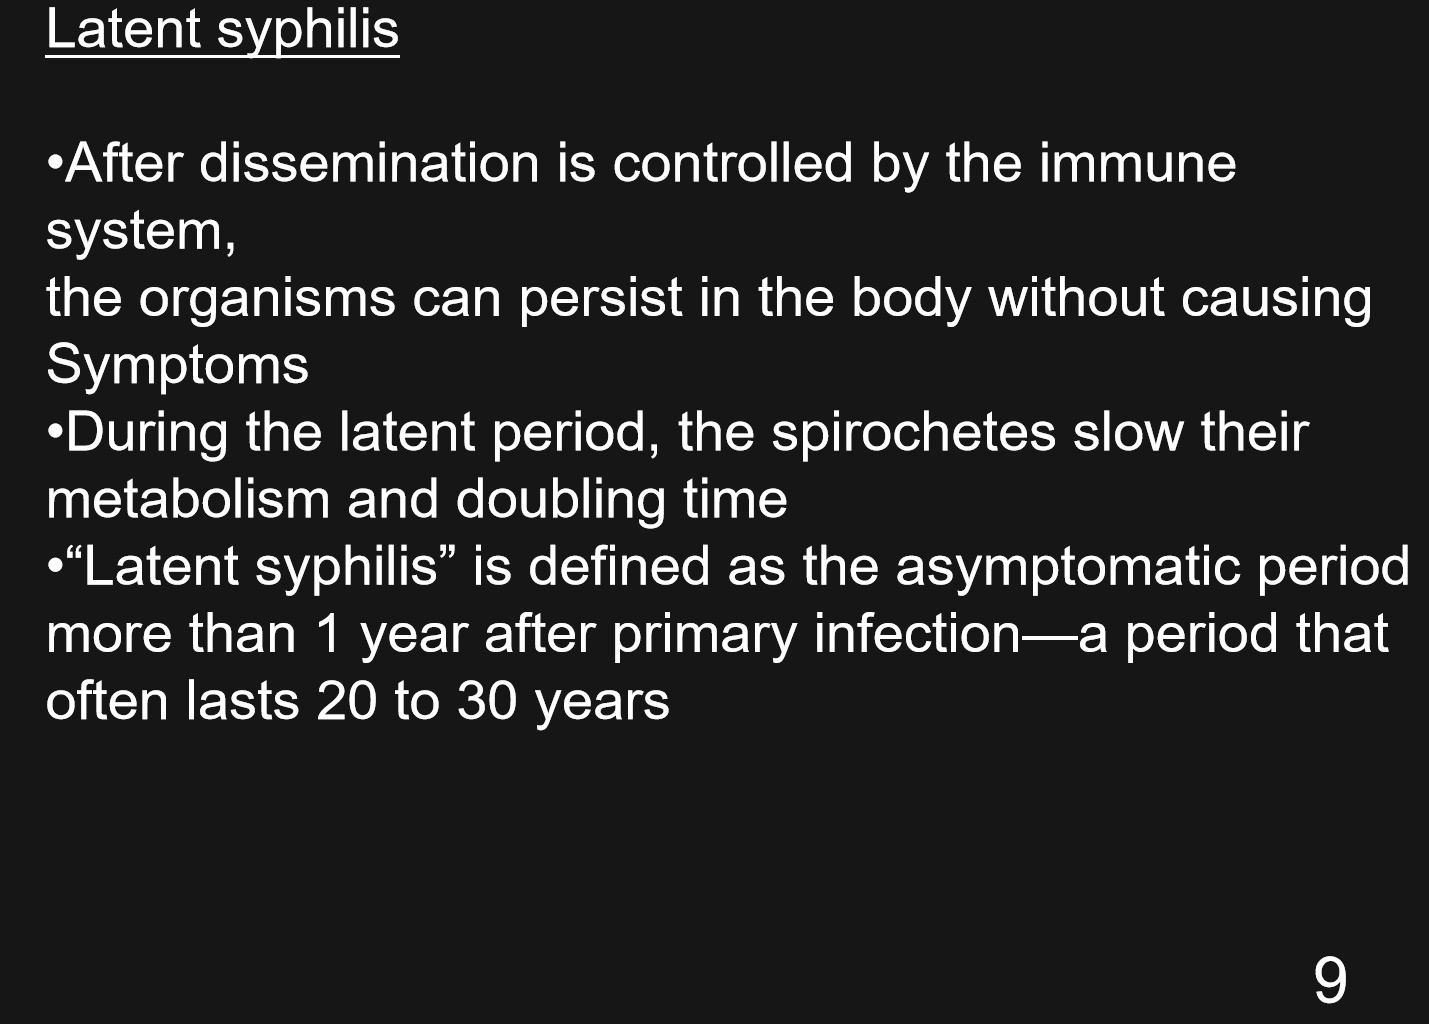 Latent syphilis
•After dissemination is controlled by the immune
system,
the organisms can persist in the body without causing
Symptoms
•During the latent period, the spirochetes slow their
metabolism and doubling time
•“Latent syphilis” is defined as the asymptomatic period
more than 1 year after primary infection—a period that
often lasts 20 to 30 years
9